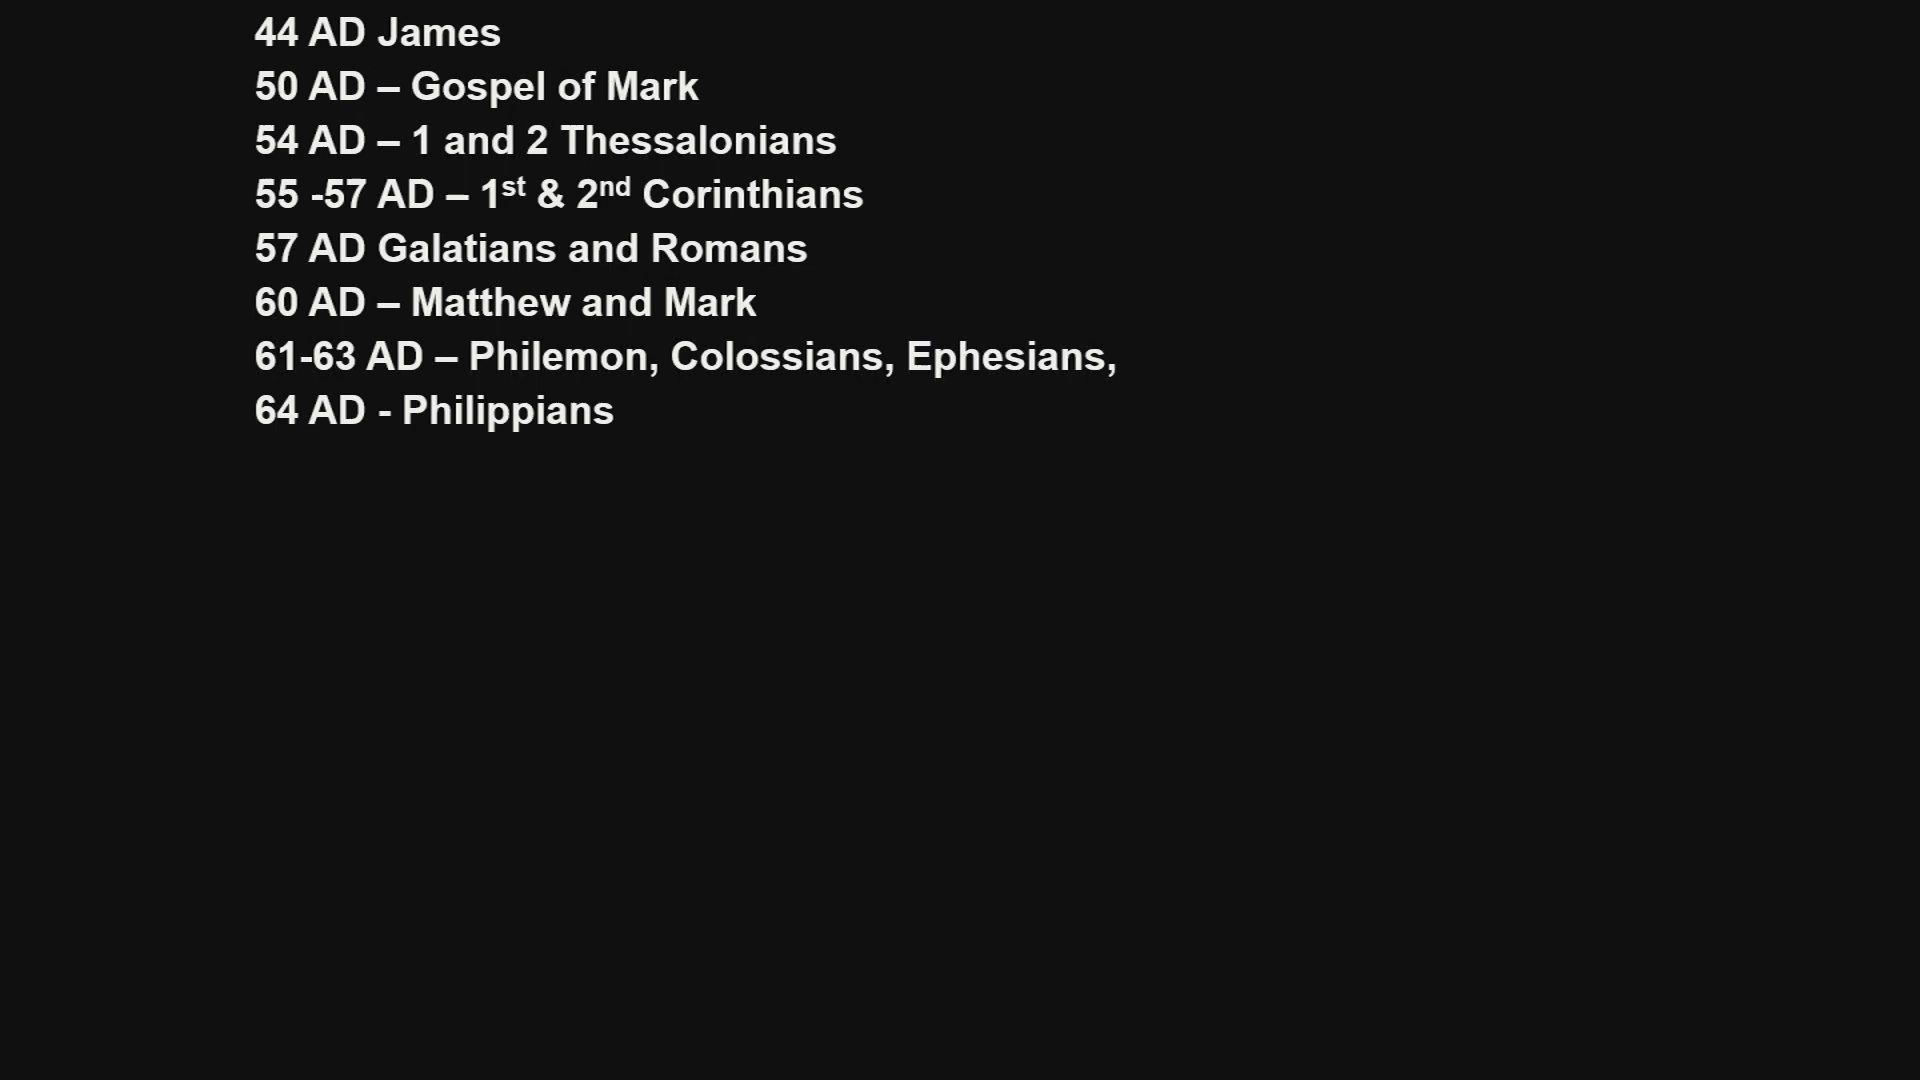 44 AD James
50 AD – Gospel of Mark
54 AD – 1 and 2 Thessalonians
55 -57 AD – 1st & 2nd Corinthians
57 AD Galatians and Romans
60 AD – Matthew and Mark
61-63 AD – Philemon, Colossians, Ephesians,
64 AD - Philippians